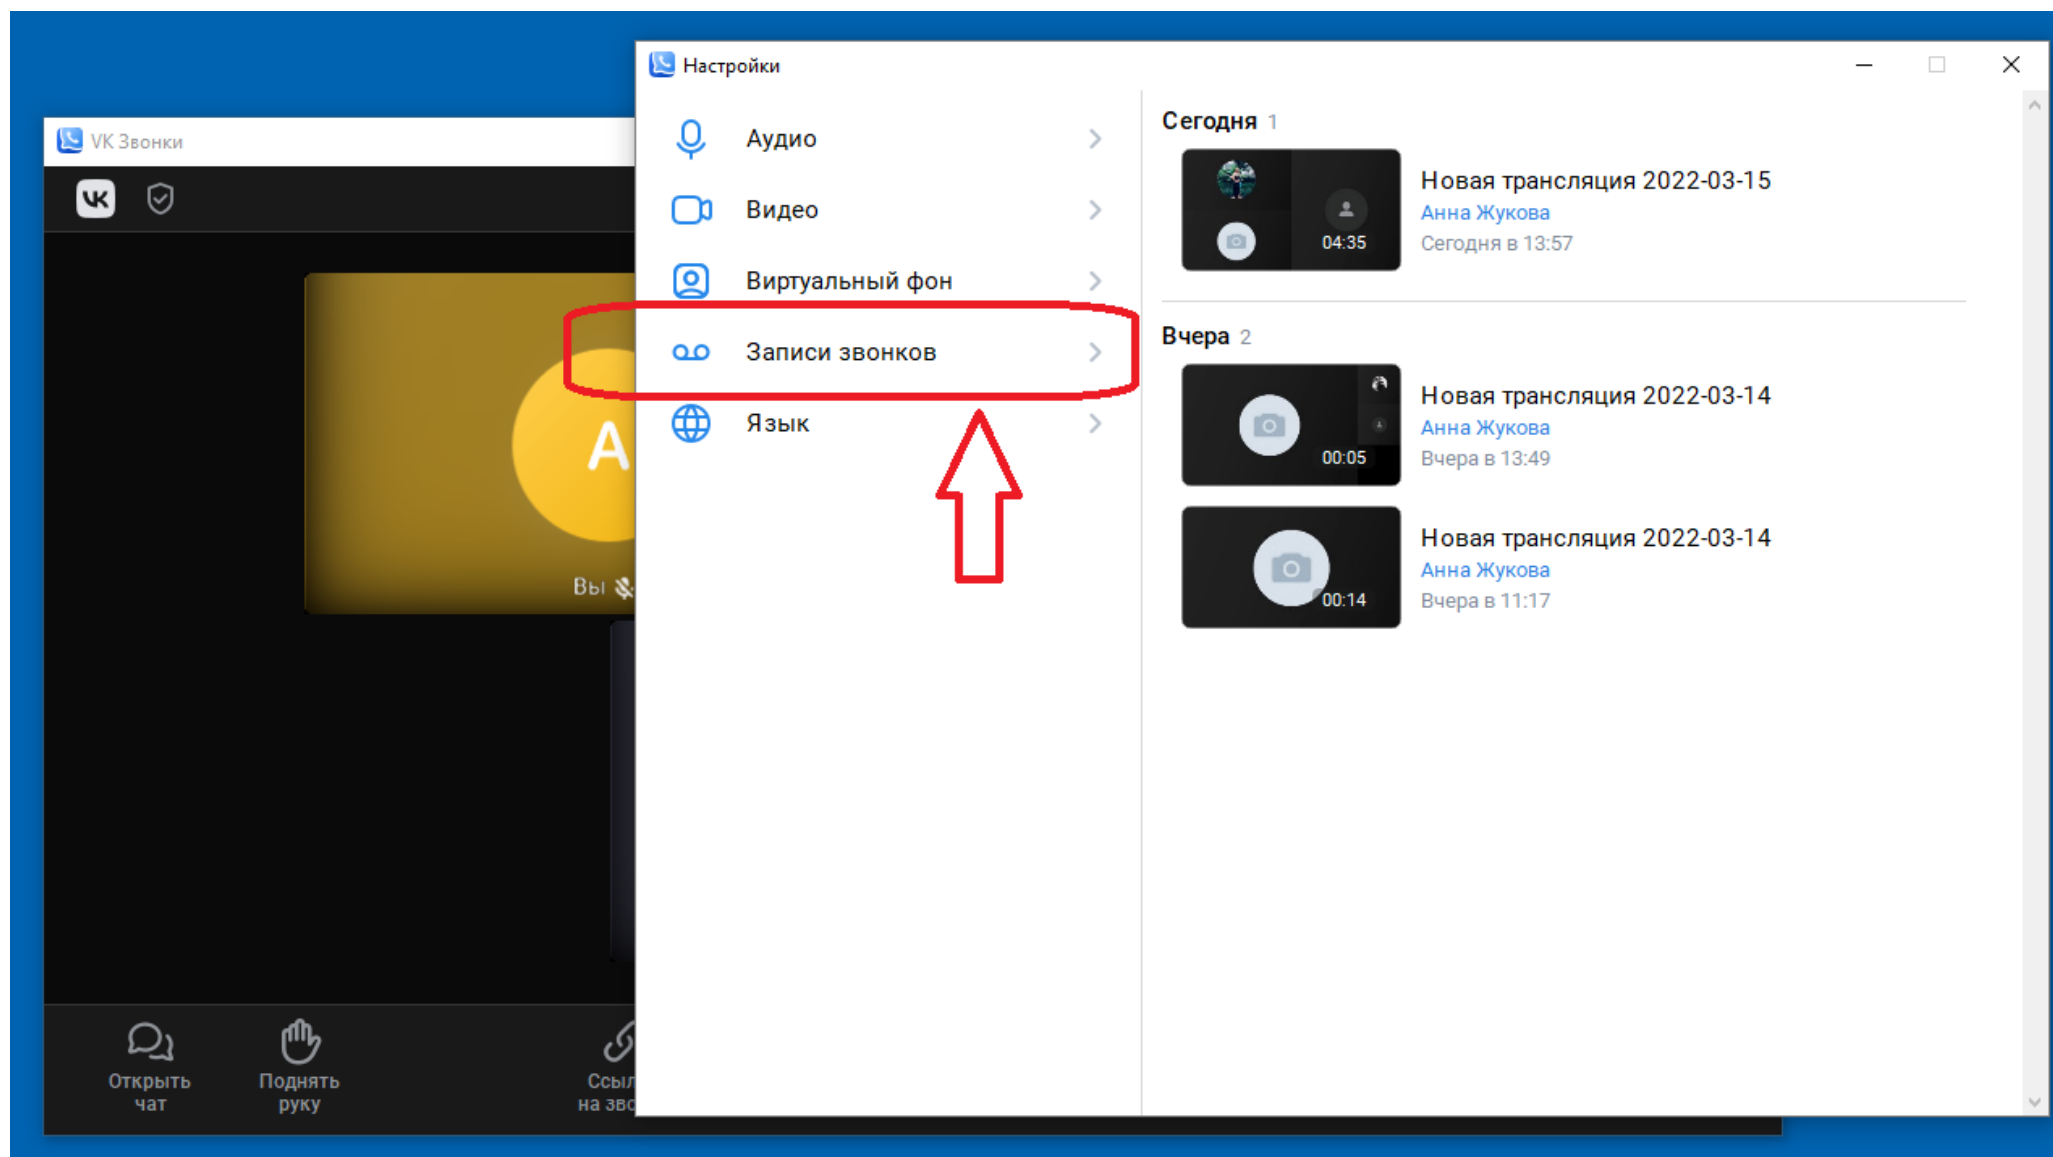 Настройки
VK Звонки
Аудио
Видео
Виртуальный фон
Записи звонков
Язык
Сегодня 1
04:35
Новая трансляция 2022-03-15
Анна Жукова
Сегодня в 13:57
Вчера 2
00:05
Новая трансляция 2022-03-14
Анна Жукова
Вчера в 13:49
00:14
Новая трансляция 2022-03-14
Анна Жукова
Вчера в 11:17
A
Вы
Открыть
чат
Поднять
руку
на